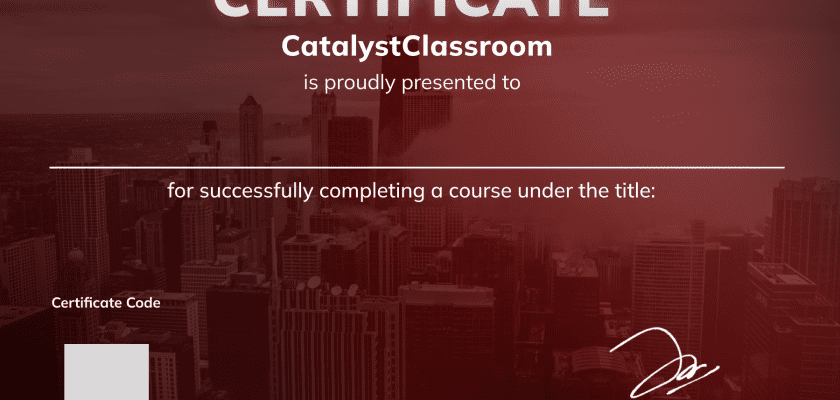 CERTIFICATE
CatalystClassroom
is proudly presented to
for successfully completing a course under the title:
Certificate Code